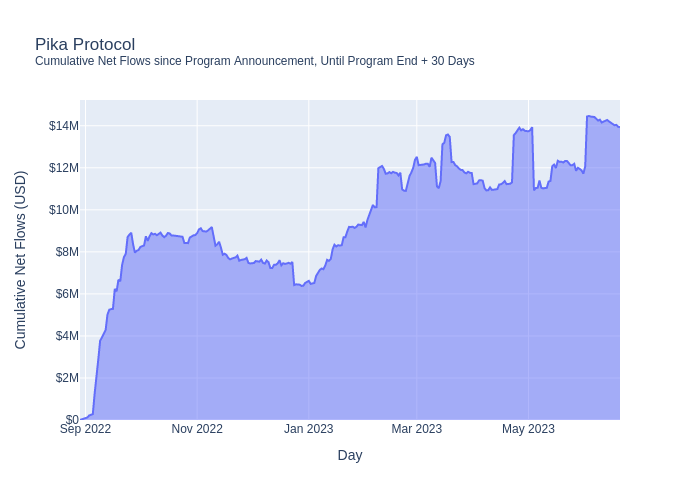 Pika Protocol
Cumulative Net Flows since Program Announcement, Until Program End + 30 Days
Cumulative Net Flows (USD)
$14M
$12M
$10M
$8M
$6M
$4M
$2M
$0
Sep 2022 Nov 2022 Jan 2023 Mar 2023 May 2023
Day